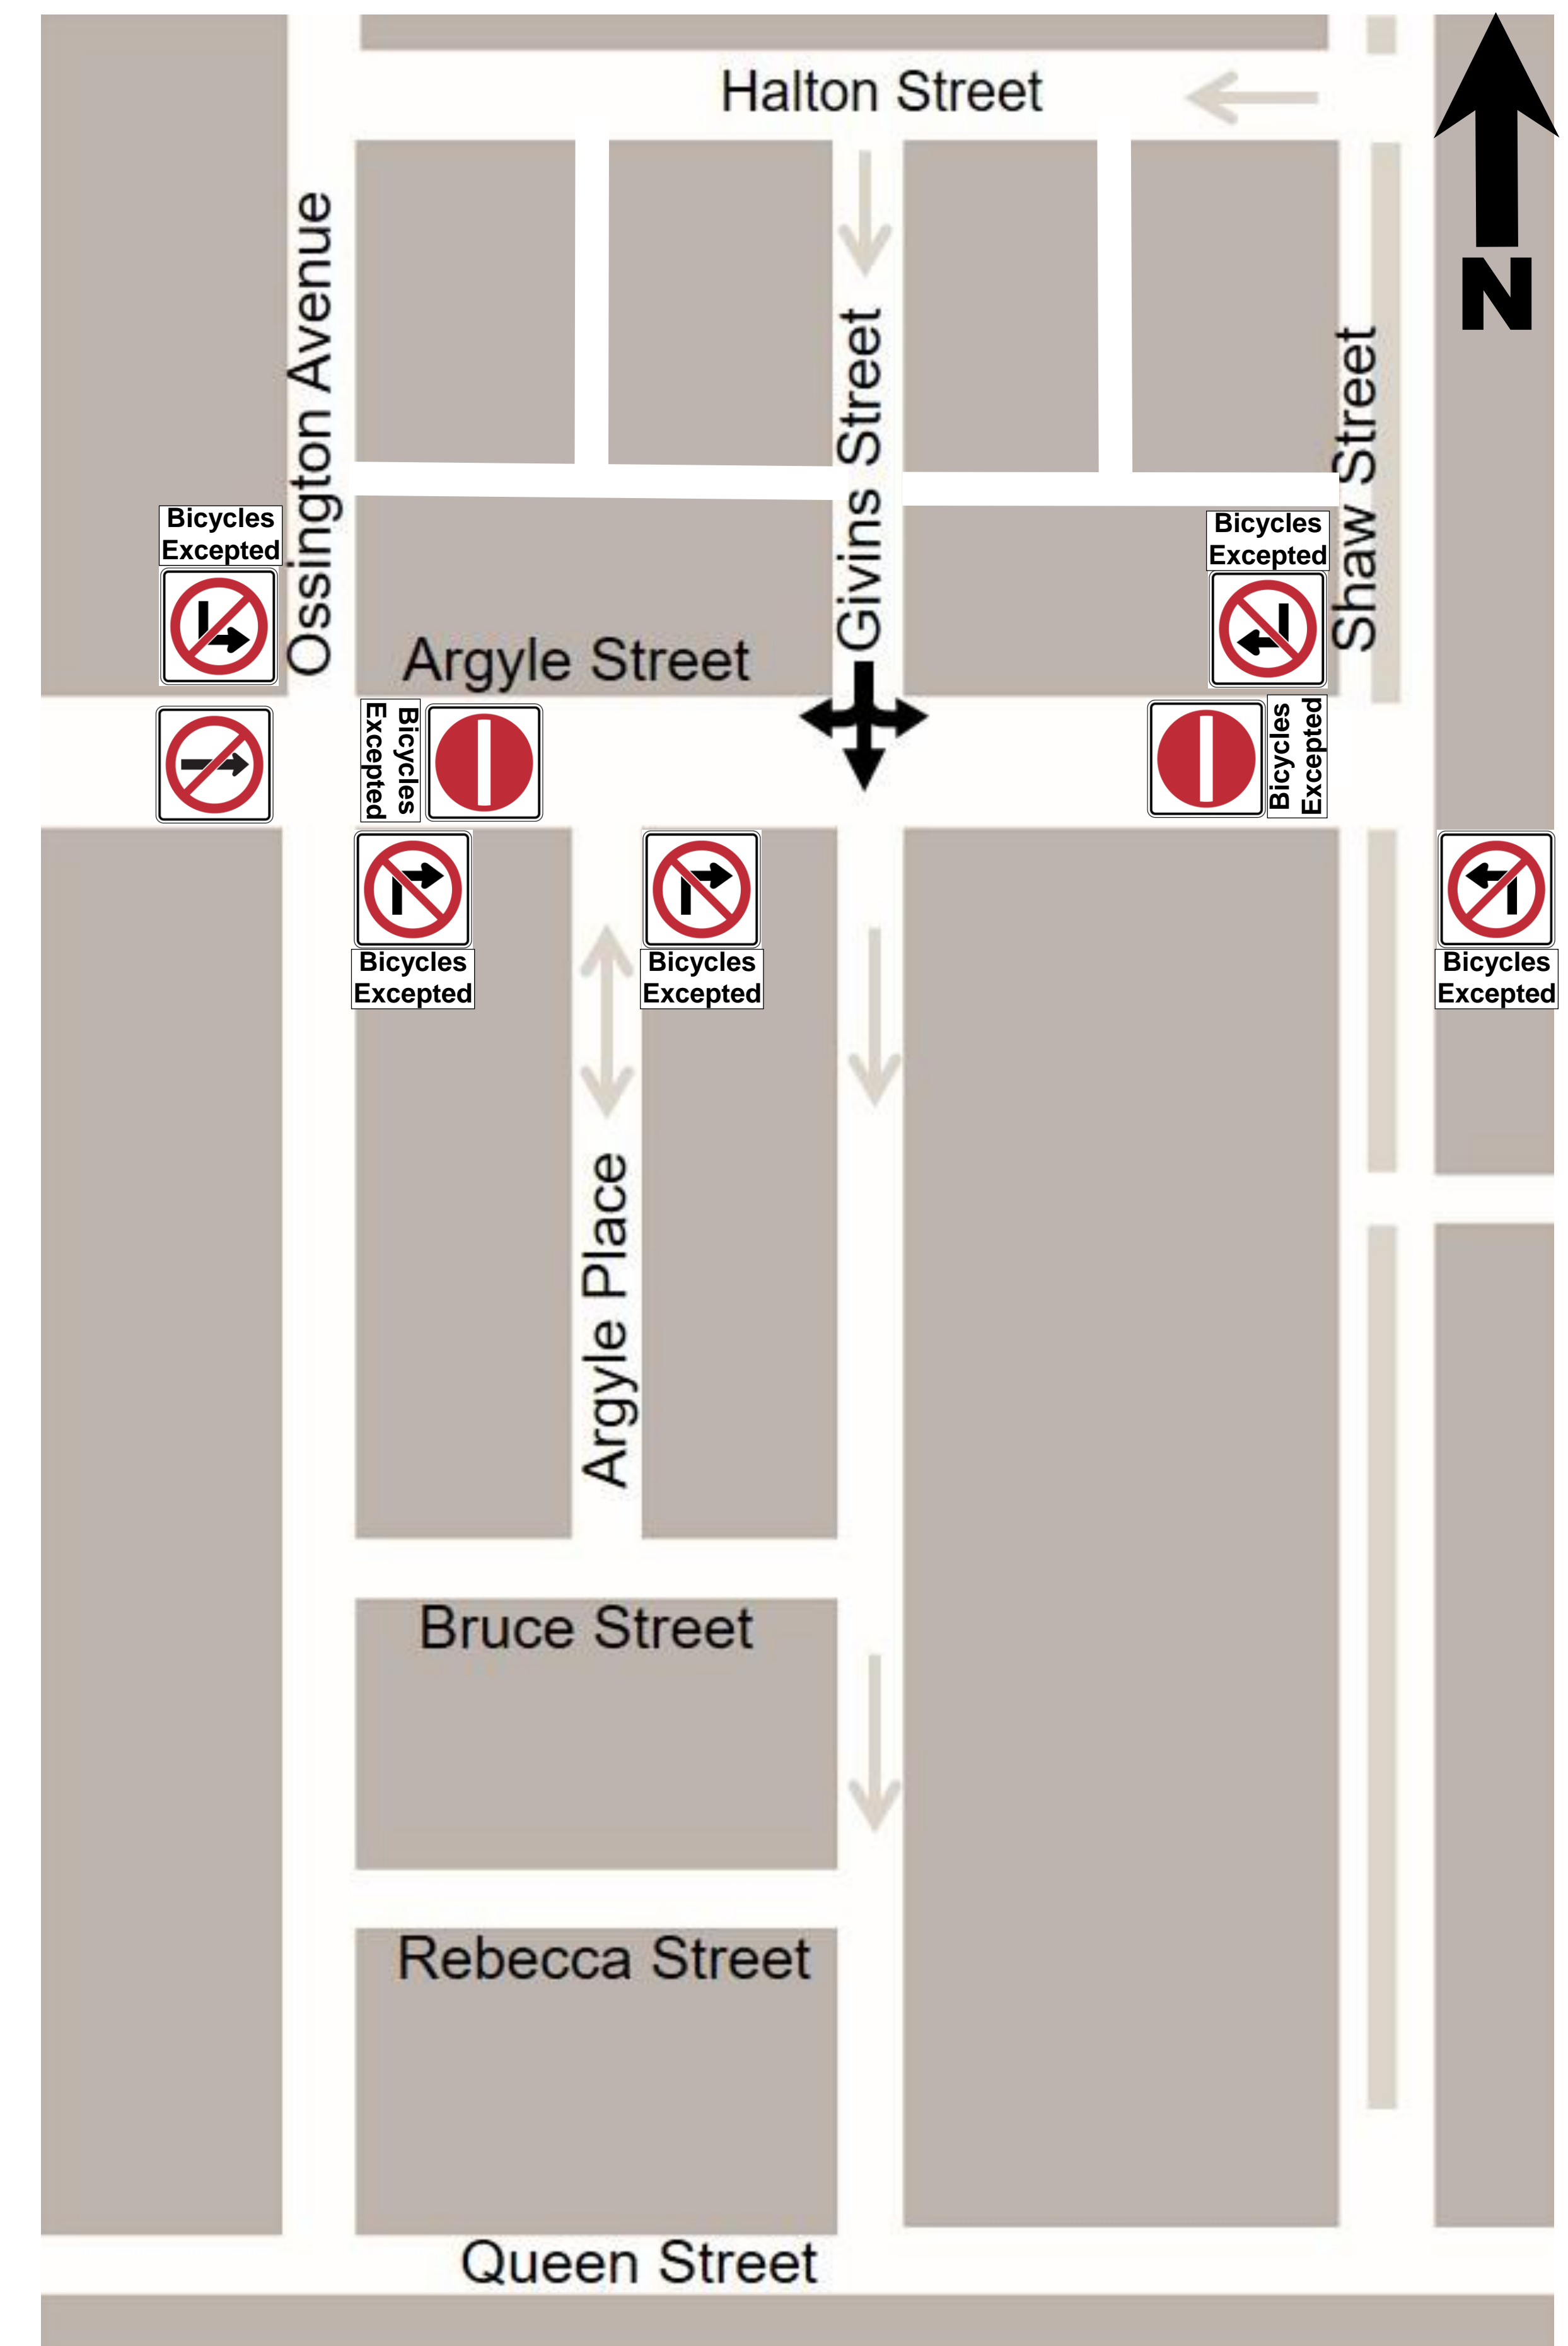 Halton Street
N
Ossington Avenue
Givins Street
Shaw Street
Bicycles
Excepted
Bicycles
Excepted
Argyle Street
Bicycles
Excepted
Bicycles
Excepted
Bicycles
Excepted
Bicycles
Excepted
Bicycles
Excepted
Argyle Place
Bruce Street
Rebecca Street
Queen Street